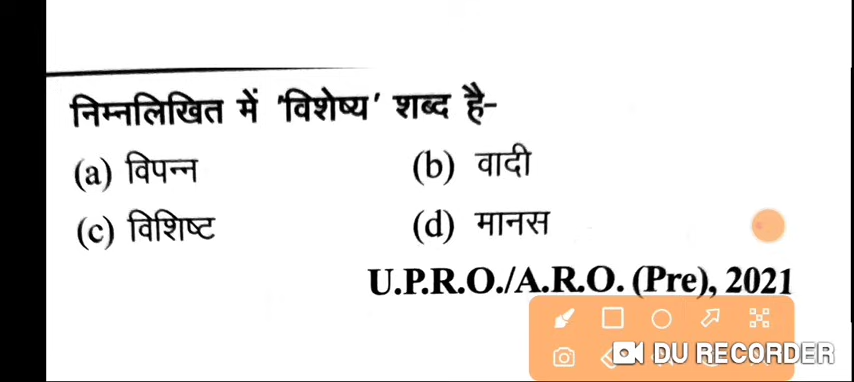 निम्नलिखित में 'विशेष्य' शब्द है-
(a) विपन्न (b) वादी
(c) विशिष्ट (d) मानस
U.P.R.O./A.R.O. (Pre), 2021
DU RECORDER